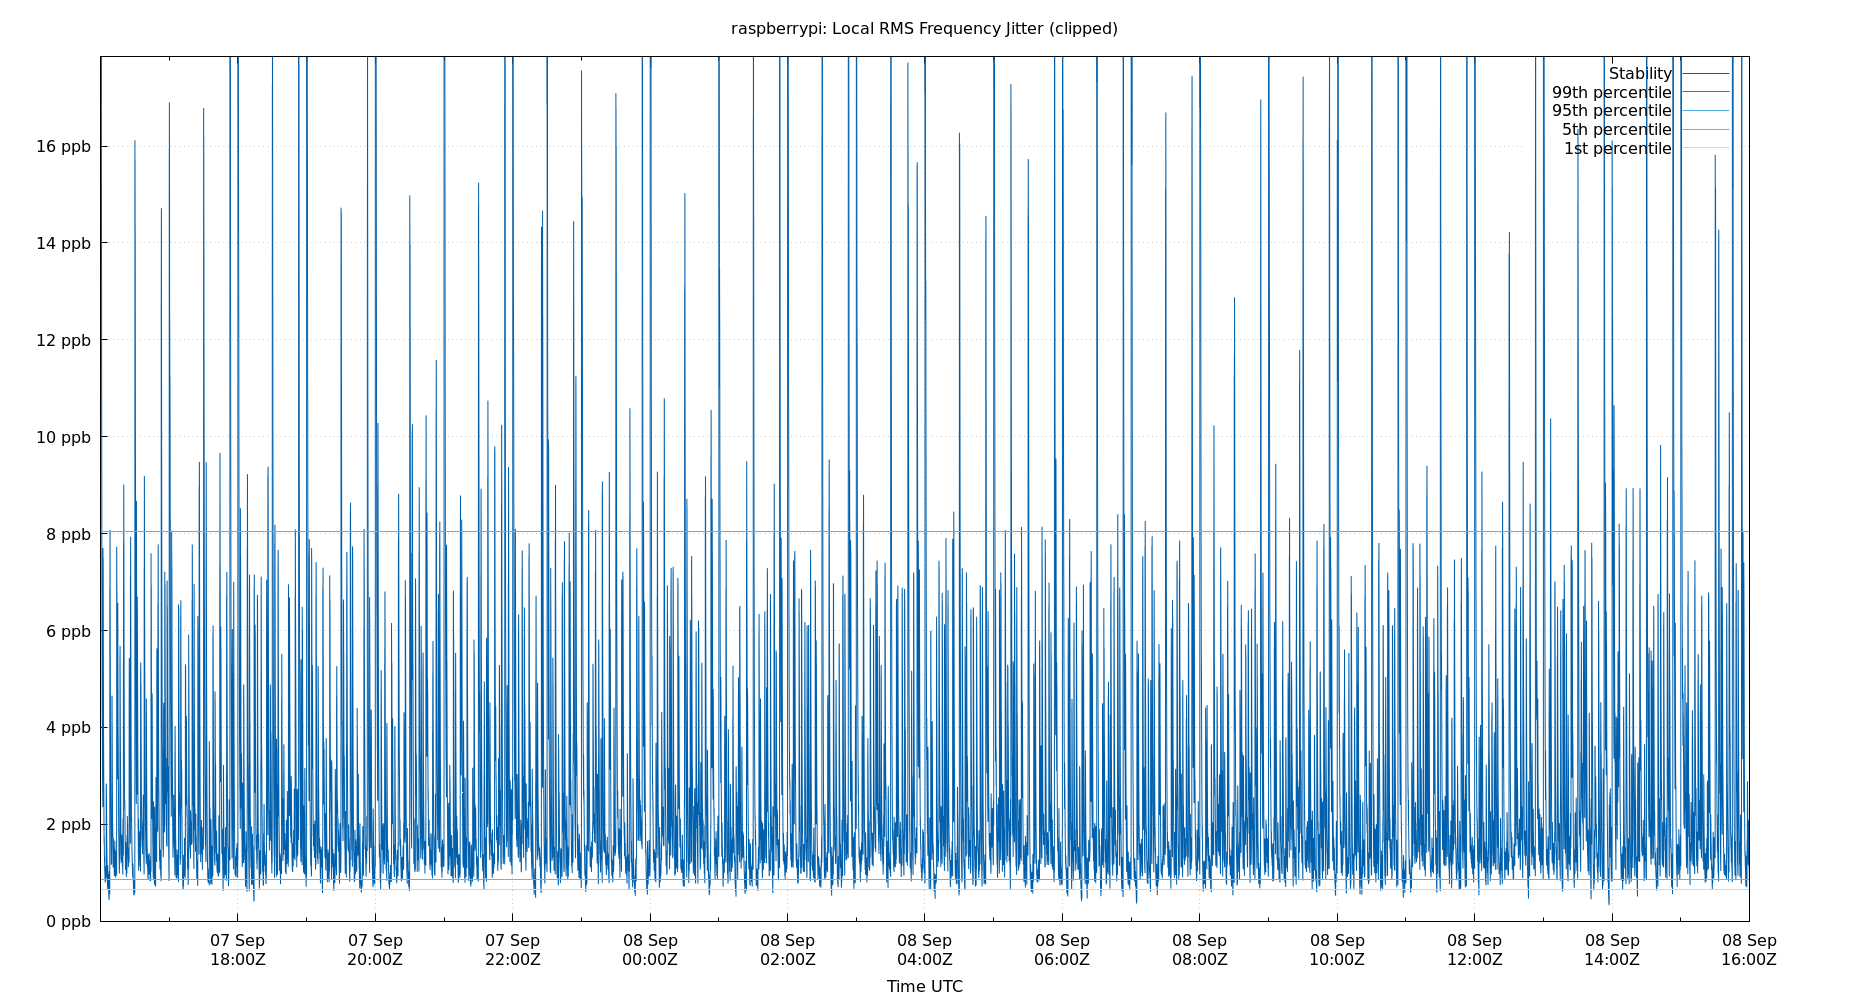 raspberrypi: Local RMS Frequency Jitter (clipped)
Stability
99th percentile
95th percentile
5th percentile
1st percentile
16 ppb
14 ppb
12 ppb
10 ppb
8 ppb
6 ppb
4 ppb
2 ppb
0 ppb
07 Sep 07 Sep 07 Sep 08 Sep 08 Sep 08 Sep 08 Sep 08 Sep 08 Sep 08 Sep 08 Sep 08 Sep
18:00Z 20:00Z 22:00Z 00:00Z 02:00Z 04:00Z 06:00Z 08:00Z 10:00Z 12:00Z 14:00Z 16:00Z
Time UTC